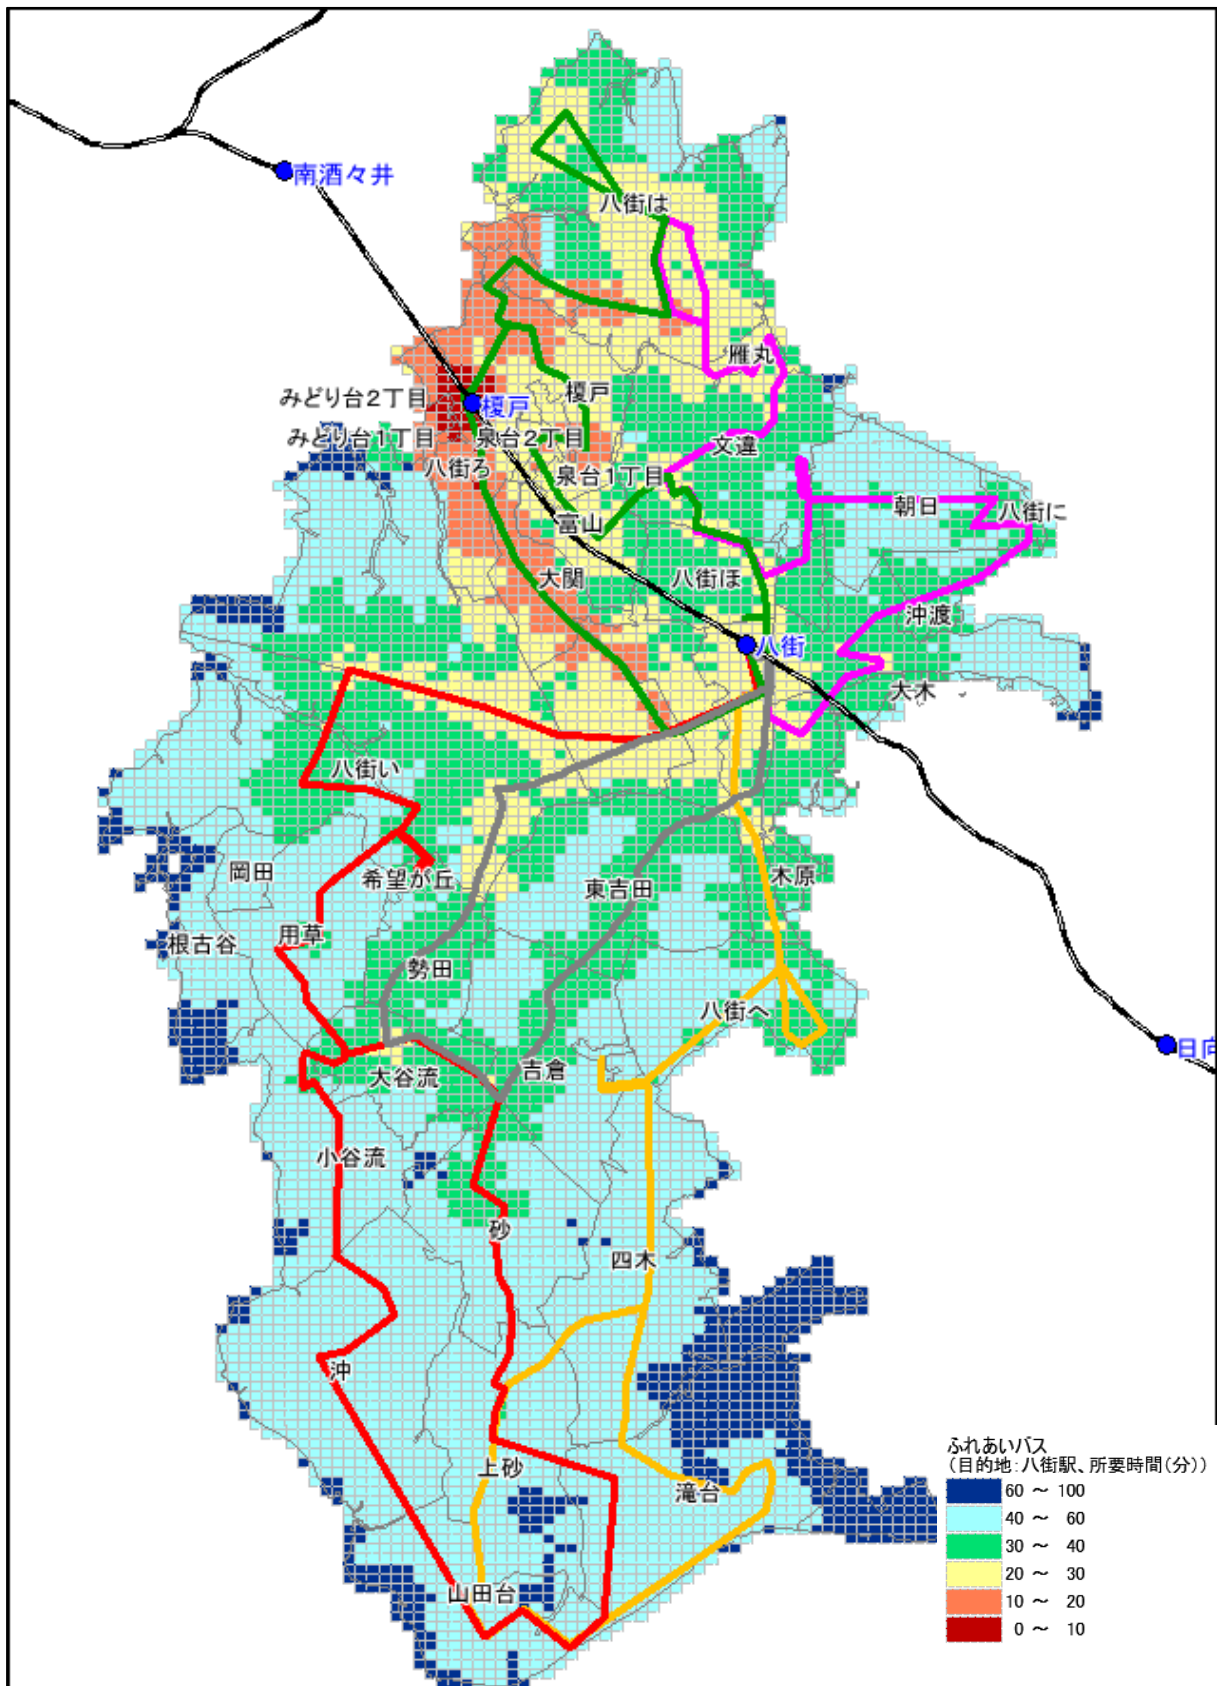 南酒々井
八街は
雁丸
みどり台2丁目
榎戸
榎戸
みどり台1丁目
泉台2丁目
文違
八街ろ
泉台1丁目
朝日
八街に
富山
大関
八街ほ
沖渡
八街
大木
八街い
岡田
希望が丘
東吉田
木原
根古谷
用草
勢田
八街へ
日向
大谷流
吉倉
小谷流
砂
四木
沖
上砂
滝台
山田台
ふれあいバス
(目的地:八街駅、所要時間(分))
60 ~ 100
40 ~ 60
30 ~ 40
20 ~ 30
10 ~ 20
0 ~ 10